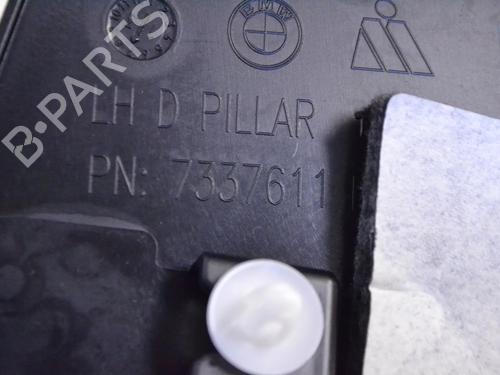 BMW
LH D PILLAR
PN: 7337611
B-PARTS